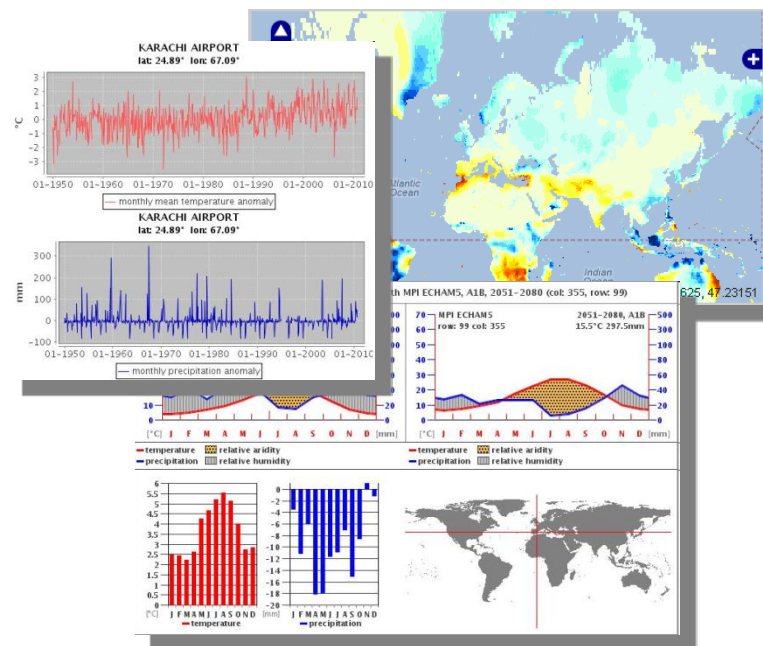 KARACHI AIRPORT
lat: 24.89° lon: 67.09°
3
2
1
0
-1
-2
-3
°C
01-1950 01-1960 01-1970 01-1980 01-1990 01-2000 01-2010
monthly mean temperature anomaly
KARACHI AIRPORT
lat: 24.89° lon: 67.09°
300
200
100
0
-100
mm
01-1950 01-1960 01-1970 01-1980 01-1990 01-2000 01-2010
monthly precipitation anomaly
Atlantic
Ocean
Indian
MPI ECHAM5, A1B, 2051-2080 (col: 355, row: 99)
625, 47.23151
MPI ECHAM5 2051-2080, A1B
row: 99 col: 355 15.5°C 297.5mm
70 500
60 300
50 100
40 80
30 60
20 40
10 20
0 0
10 20
0 0
[°C] J F M A M J J A S O N D [mm]
[°C] J F M A M J J A S O N D [mm]
temperature relative aridity
precipitation relative humidity
temperature relative aridity
precipitation relative humidity
6
5.5
5
4.5
4
3.5
3
2.5
2
1.5
1
0.5
0
[°C] J F M A M J J A S O N D
temperature
0
-2
-4
-6
-8
-10
-12
-14
-16
-18
-20
[mm] J F M A M J J A S O N D
precipitation